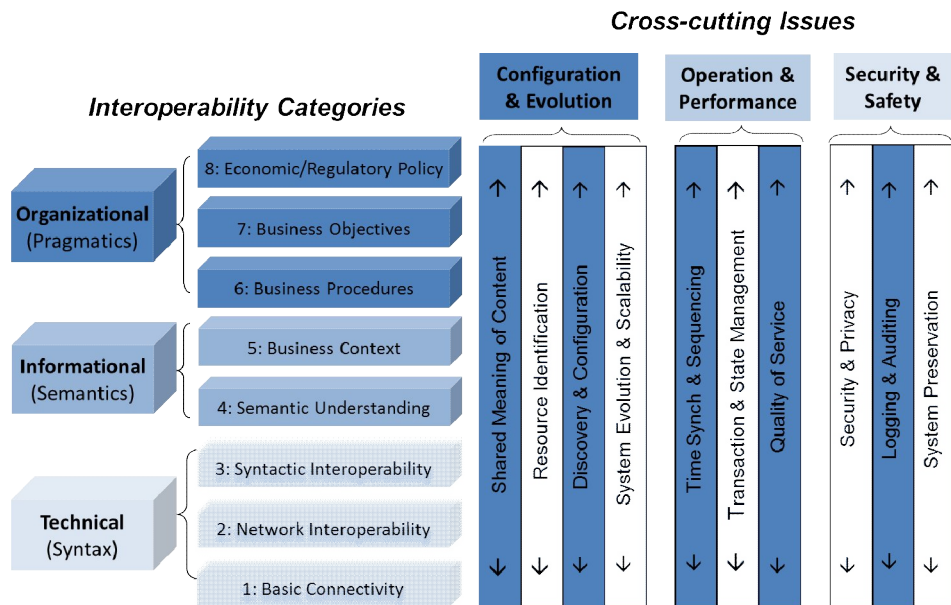 Cross-cutting Issues
Configuration
& Evolution
Operation &
Performance
Security &
Safety
Interoperability Categories
Organizational
(Pragmatics)
8: Economic/Regulatory Policy
7: Business Objectives
6: Business Procedures
Informational
(Semantics)
5: Business Context
4: Semantic Understanding
Technical
(Syntax)
3: Syntactic Interoperability
2: Network Interoperability
1: Basic Connectivity
Shared Meaning of Content
Resource Identification
Discovery & Configuration
System Evolution & Scalability
Time Synch & Sequencing
Transaction & State Management
Quality of Service
Security & Privacy
Logging & Auditing
System Preservation